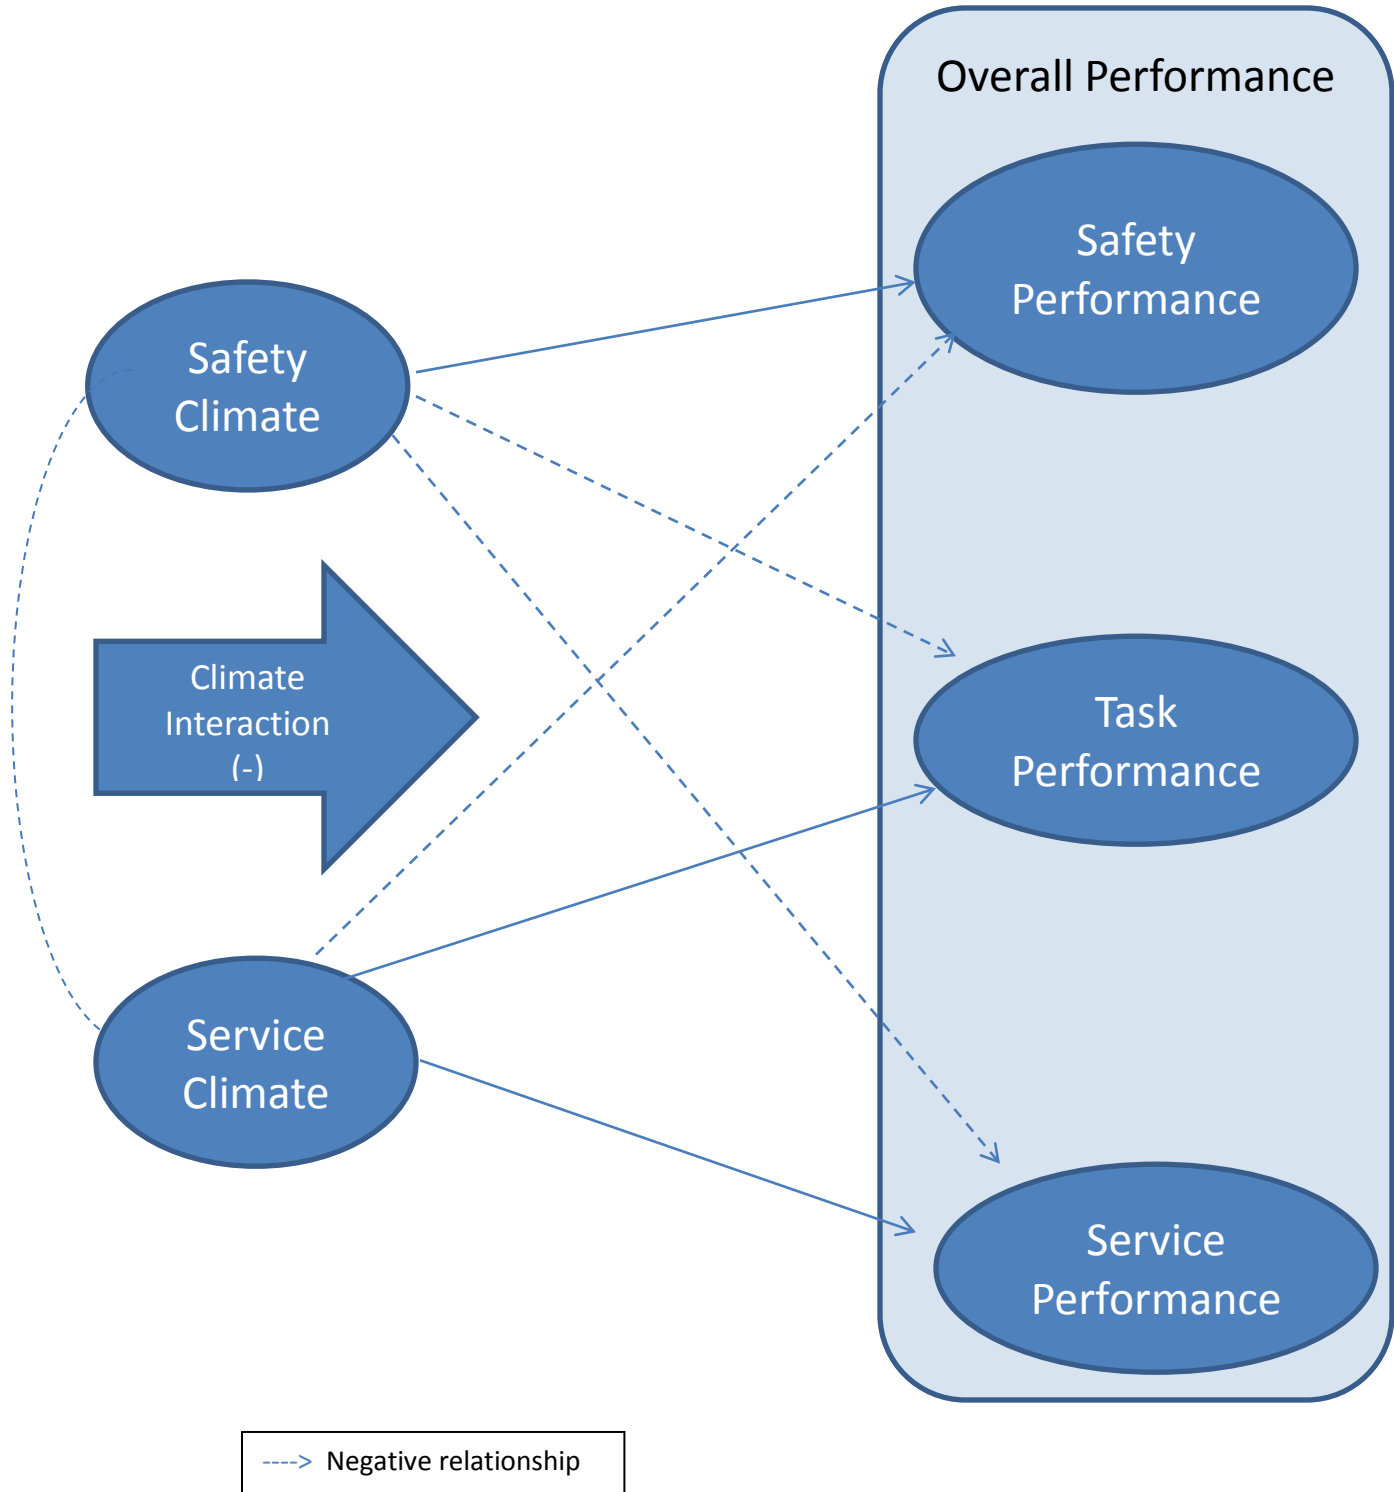 Overall Performance
Safety
Performance
Safety
Climate
Climate
Interaction
(-)
Task
Performance
Service
Climate
Service
Performance
----> Negative relationship